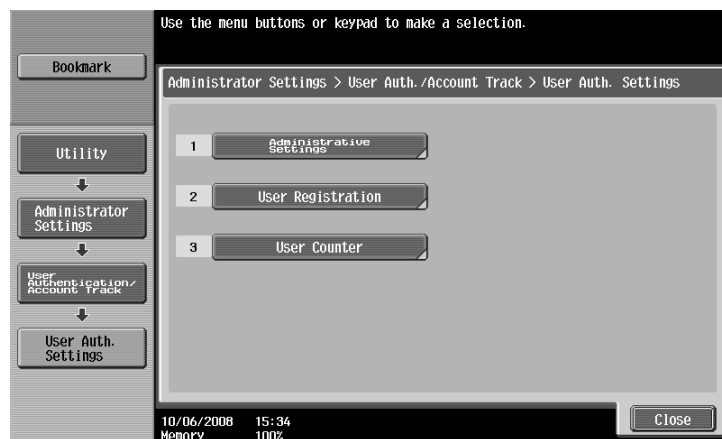 Use the menu buttons or keypad to make a selection.
Bookmark
Administrator Settings > User Auth./Account Track > User Auth. Settings
Utility
Administrator
Settings
User
Authentication/
Account Track
User Auth.
Settings
1 Administrative
Settings
2 User Registration
3 User Counter
10/06/2008 15:34
Memory 100%
Close